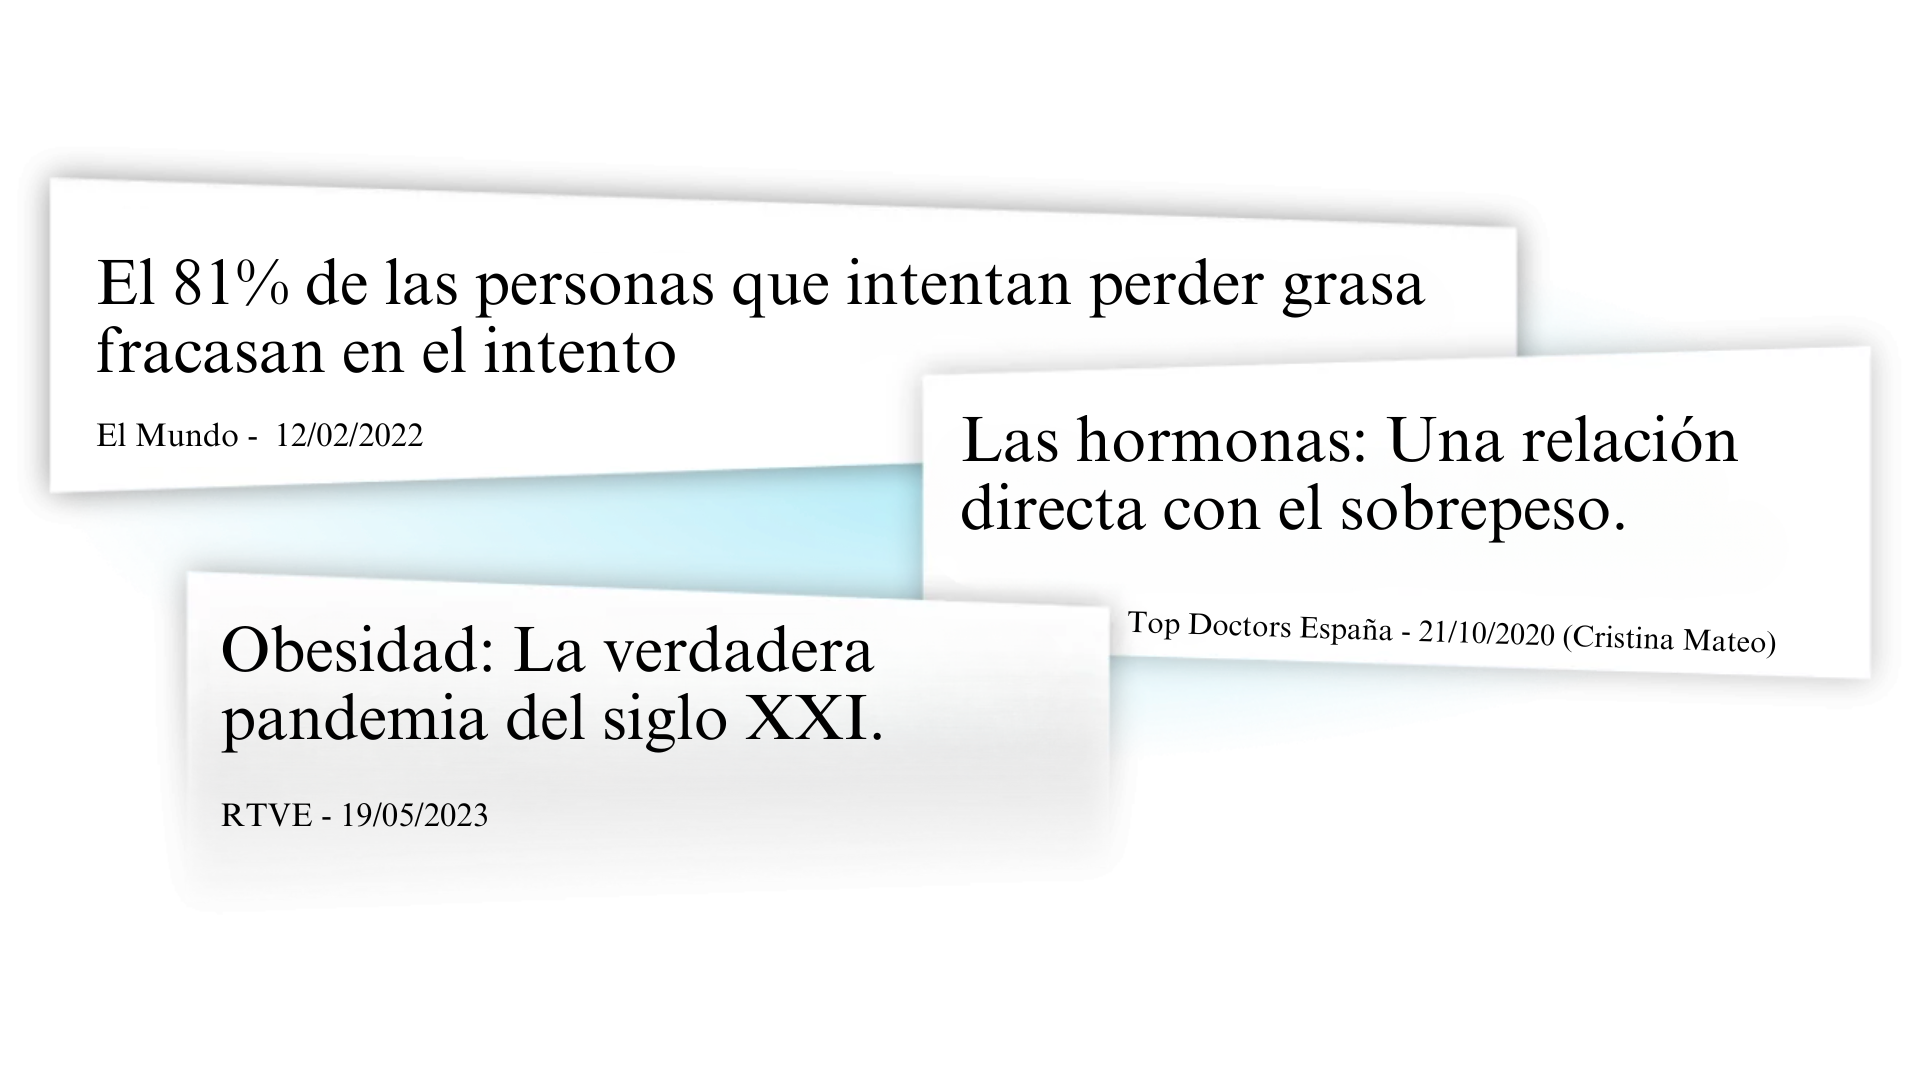 El 81% de las personas que intentan perder grasa
fracasan en el intento
El Mundo - 12/02/2022
Las hormonas: Una relación
directa con el sobrepeso.
Top Doctors España - 21/10/2020 (Cristina Mateo)
Obesidad: La verdadera
pandemia del siglo XXI.
RTVE - 19/05/2023